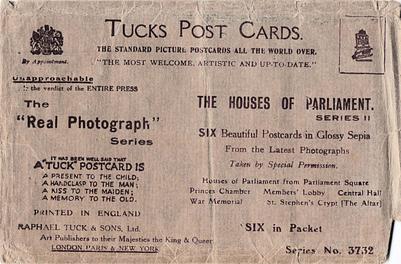 TUCKS POST CARDS.
THE STANDARD PICTURE POSTCARDS ALL THE WORLD OVER.
By Appointment.
"THE MOST WELCOME, ARTISTIC AND UP-TO-DATE."
Unapproachable
is the verdict of the ENTIRE PRESS
The
"Real Photograph"
Series
IT HAS BEEN WELL SAID THAT
A "TUCK" POSTCARD IS
A PRESENT TO THE CHILD;
A HANDCLASP TO THE MAN;
A KISS TO THE MAIDEN;
A MEMORY TO THE OLD.
PRINTED IN ENGLAND
RAPHAEL TUCK & SONS, Ltd.
Art Publishers to their Majesties the King & Queen
LONDON PARIS & NEW YORK
THE HOUSES OF PARLIAMENT.
SERIES II
SIX Beautiful Postcards in Glossy Sepia
From the Latest Photographs
Taken by Special Permission.
Houses of Parliament from Parliament Square
Princes Chamber Members' Lobby Central Hall
War Memorial St. Stephen's Crypt [The Altar]
SIX in Packet
Series No. 3732